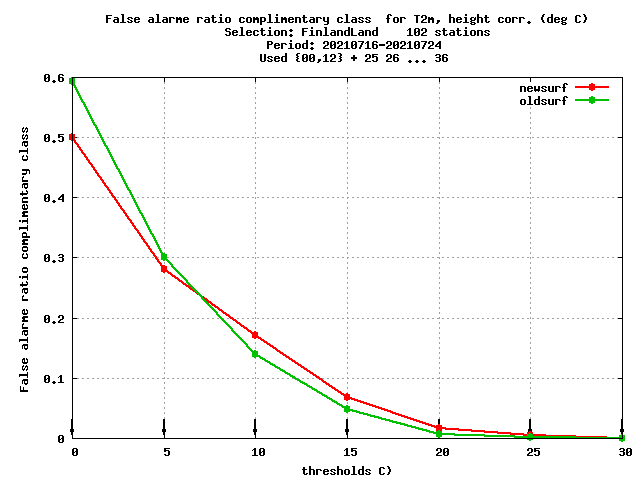 False alarme ratio complimentary class  for T2m, height corr. (deg C)
Selection: FinlandLand    102 stations
Period: 20210716-20210724
Used {00,12} + 25 26 ... 36
newsurf
oldsurf
False alarme ratio complimentary class
0.6
0.5
0.4
0.3
0.2
0.1
0
0 5 10 15 20 25 30
thresholds C)